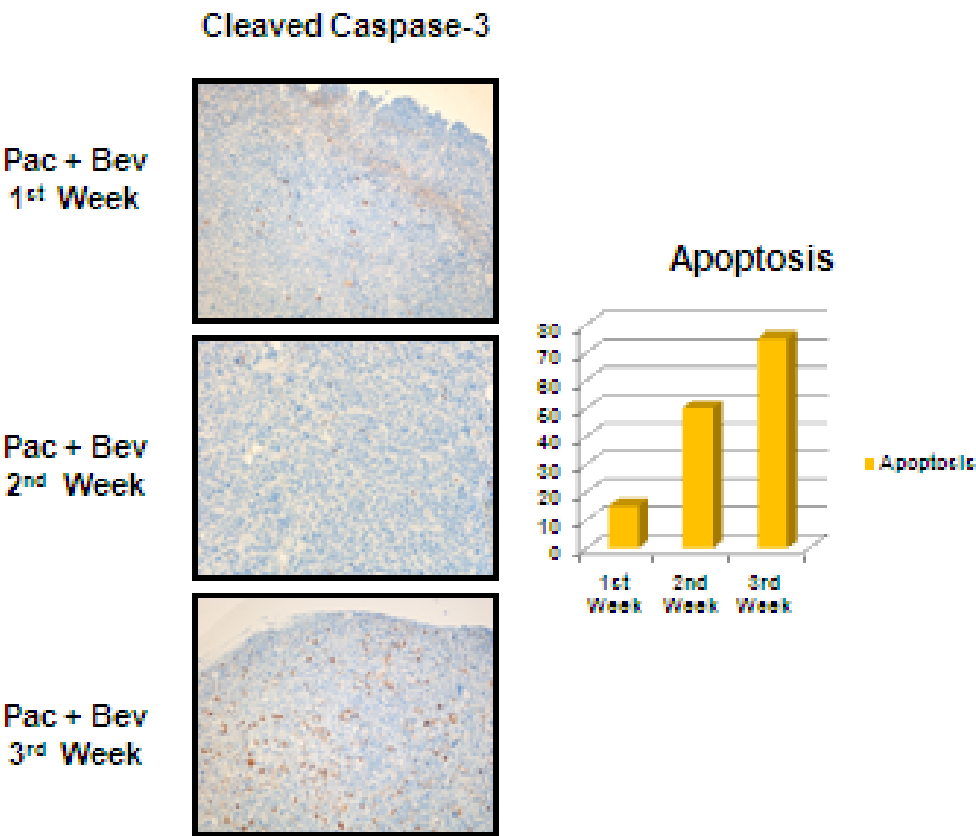 Cleaved Caspase-3
Pac + Bev
1st Week
Pac + Bev
2nd Week
Pac + Bev
3rd Week
Apoptosis
80
70
60
50
40
30
20
10
0
1st
Week
2nd
Week
3rd
Week
Apoptosis